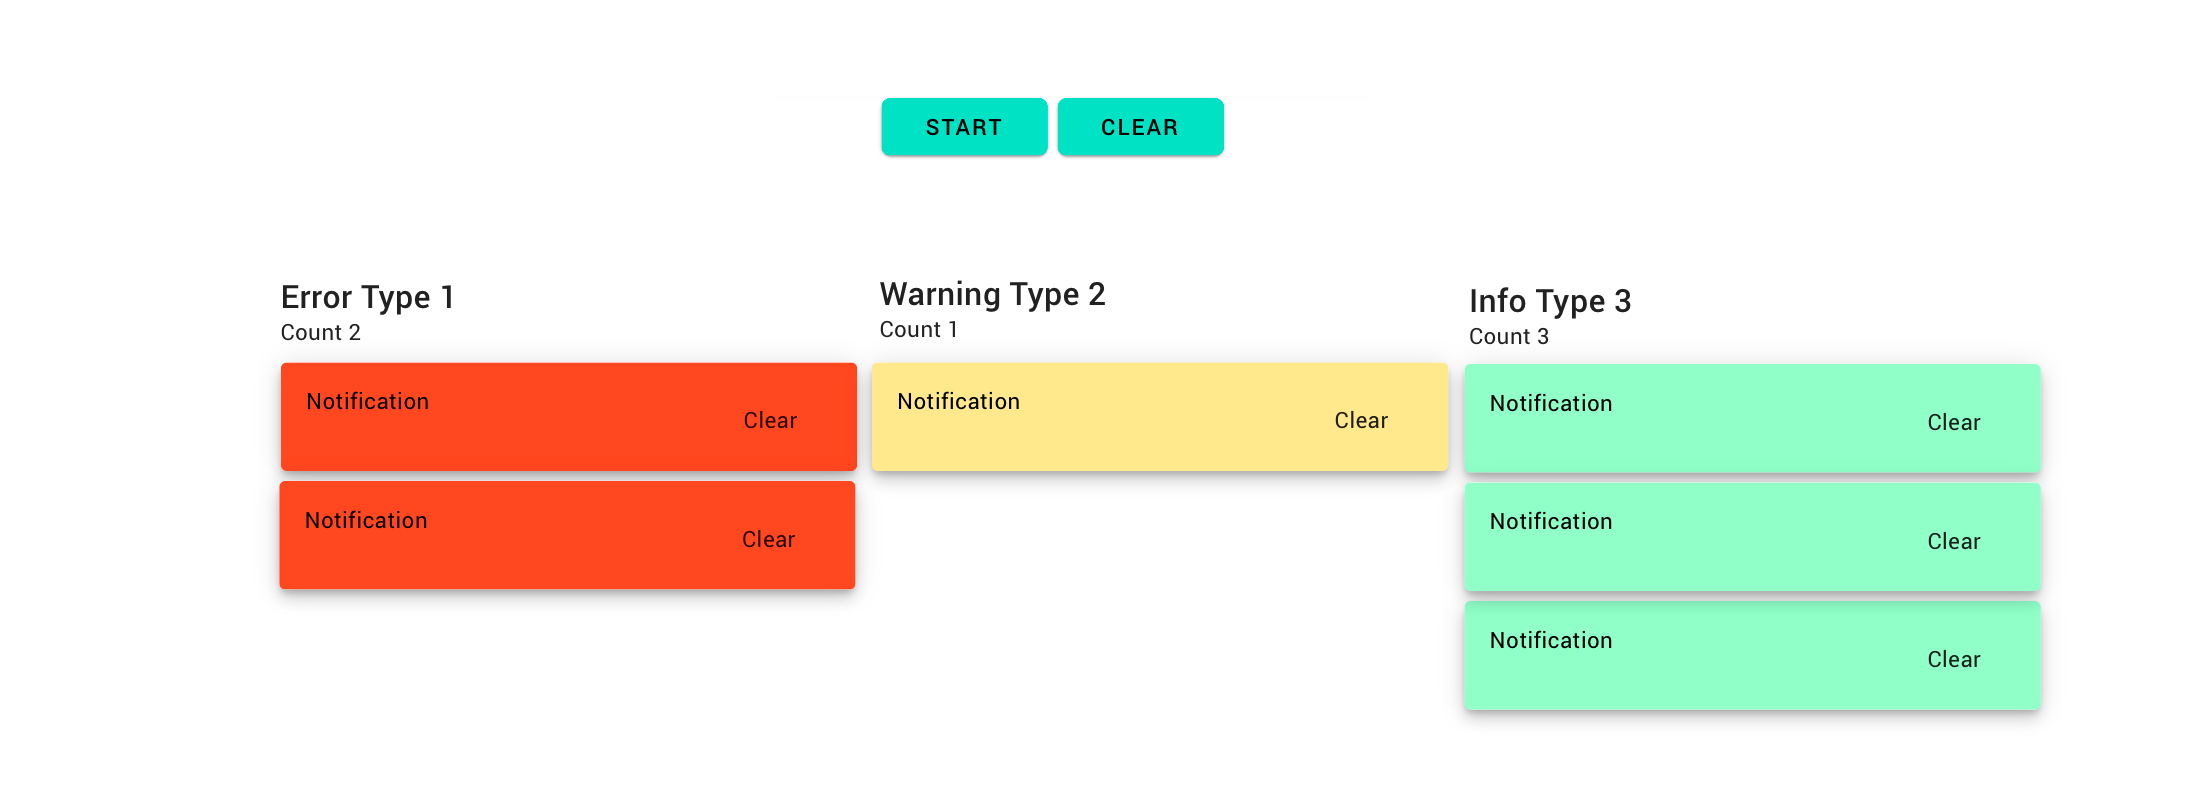 START
CLEAR
Error Type 1
Count 2
Notification
Clear
Notification
Clear
Warning Type 2
Count 1
Notification
Clear
Info Type 3
Count 3
Notification
Clear
Notification
Clear
Notification
Clear